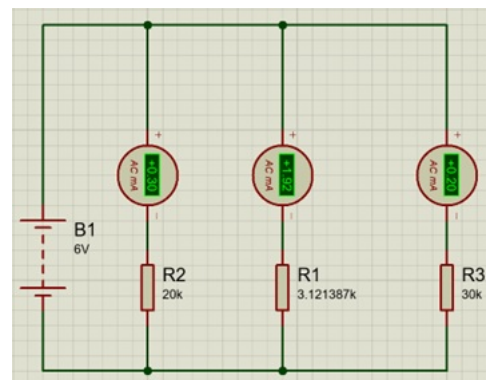 +
+
+
+0.30
AC mA
+1.92
AC mA
+0.20
AC mA
B1
6V
R2
20k
R1
3.121387k
R3
30k